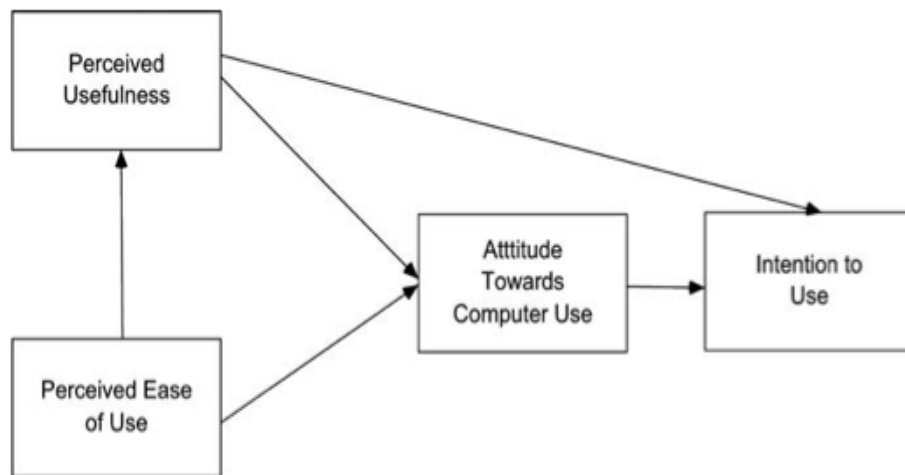 Perceived
Usefulness
Atttitude
Towards
Computer Use
Intention to
Use
Perceived Ease
of Use